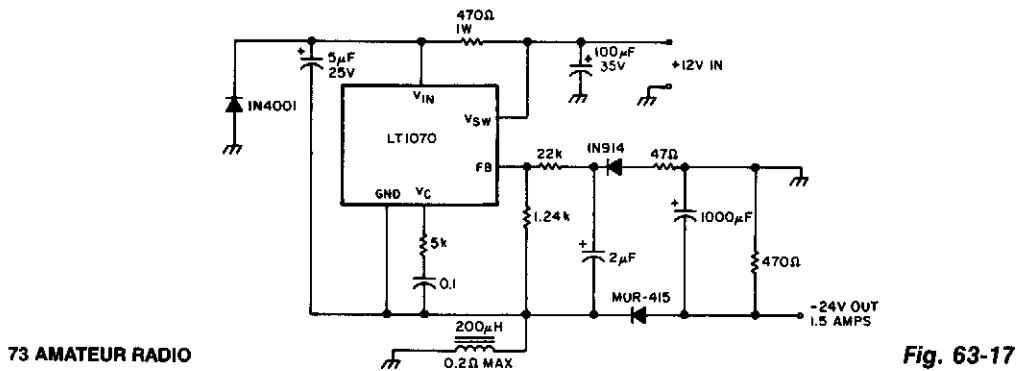 470Ω
1W
5μF
25V
100μF
35V
+12V IN
1N4001
VIN
VSW
LT1070
FB
22k
1N914
47Ω
GND
VC
1.24k
1000μF
5k
2μF
470Ω
0.1
MUR-415
-24V OUT
1.5 AMPS
200μH
0.2Ω MAX
73 AMATEUR RADIO
Fig. 63-17